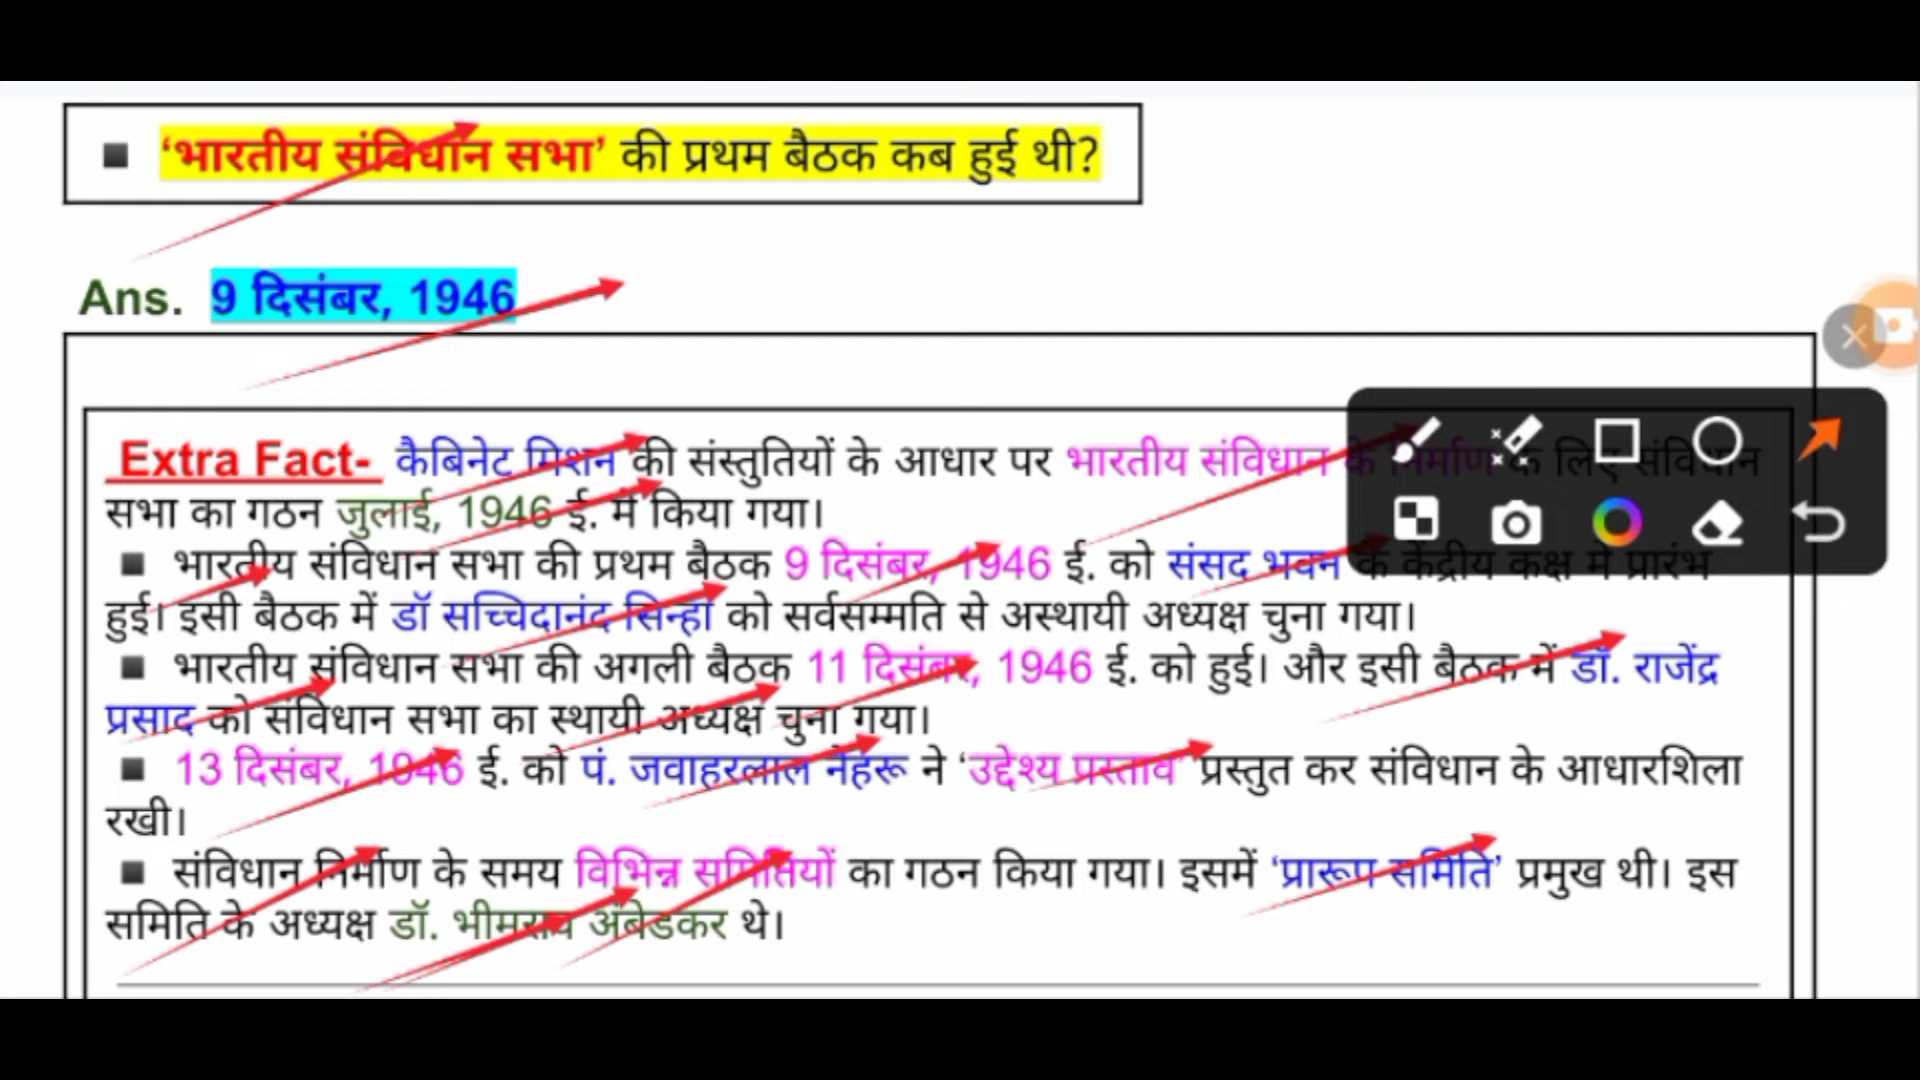 ■ ‘भारतीय संविधान सभा’ की प्रथम बैठक कब हुई थी?
Ans. 9 दिसंबर, 1946
Extra Fact- कैबिनेट मिशन की संस्तुतियों के आधार पर भारतीय संविधान के निर्माण के लिए संविधान
सभा का गठन जुलाई, 1946 ई. में किया गया।
■ भारतीय संविधान सभा की प्रथम बैठक 9 दिसंबर, 1946 ई. को संसद भवन के केंद्रीय कक्ष में प्रारंभ
हुई। इसी बैठक में डॉ सच्चिदानंद सिन्हा को सर्वसम्मति से अस्थायी अध्यक्ष चुना गया।
■ भारतीय संविधान सभा की अगली बैठक 11 दिसंबर, 1946 ई. को हुई। और इसी बैठक में डॉ. राजेंद्र
प्रसाद को संविधान सभा का स्थायी अध्यक्ष चुना गया।
■ 13 दिसंबर, 1946 ई. को पं. जवाहरलाल नेहरू ने ‘उद्देश्य प्रस्ताव’ प्रस्तुत कर संविधान के आधारशिला
रखी।
■ संविधान निर्माण के समय विभिन्न समितियों का गठन किया गया। इसमें ‘प्रारूप समिति’ प्रमुख थी। इस
समिति के अध्यक्ष डॉ. भीमराव अंबेडकर थे।